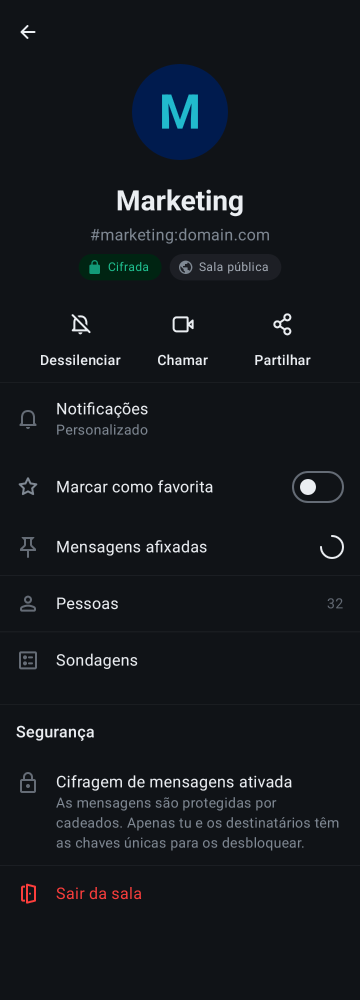 M
Marketing
#marketing:domain.com
Cifrada
Sala pública
Dessilenciar
Chamar
Partilhar
Notificações
Personalizado
Marcar como favorita
Mensagens afixadas
Pessoas
32
Sondagens
Segurança
Cifragem de mensagens ativada
As mensagens são protegidas por
cadeados. Apenas tu e os destinatários têm
as chaves únicas para os desbloquear.
Sair da sala